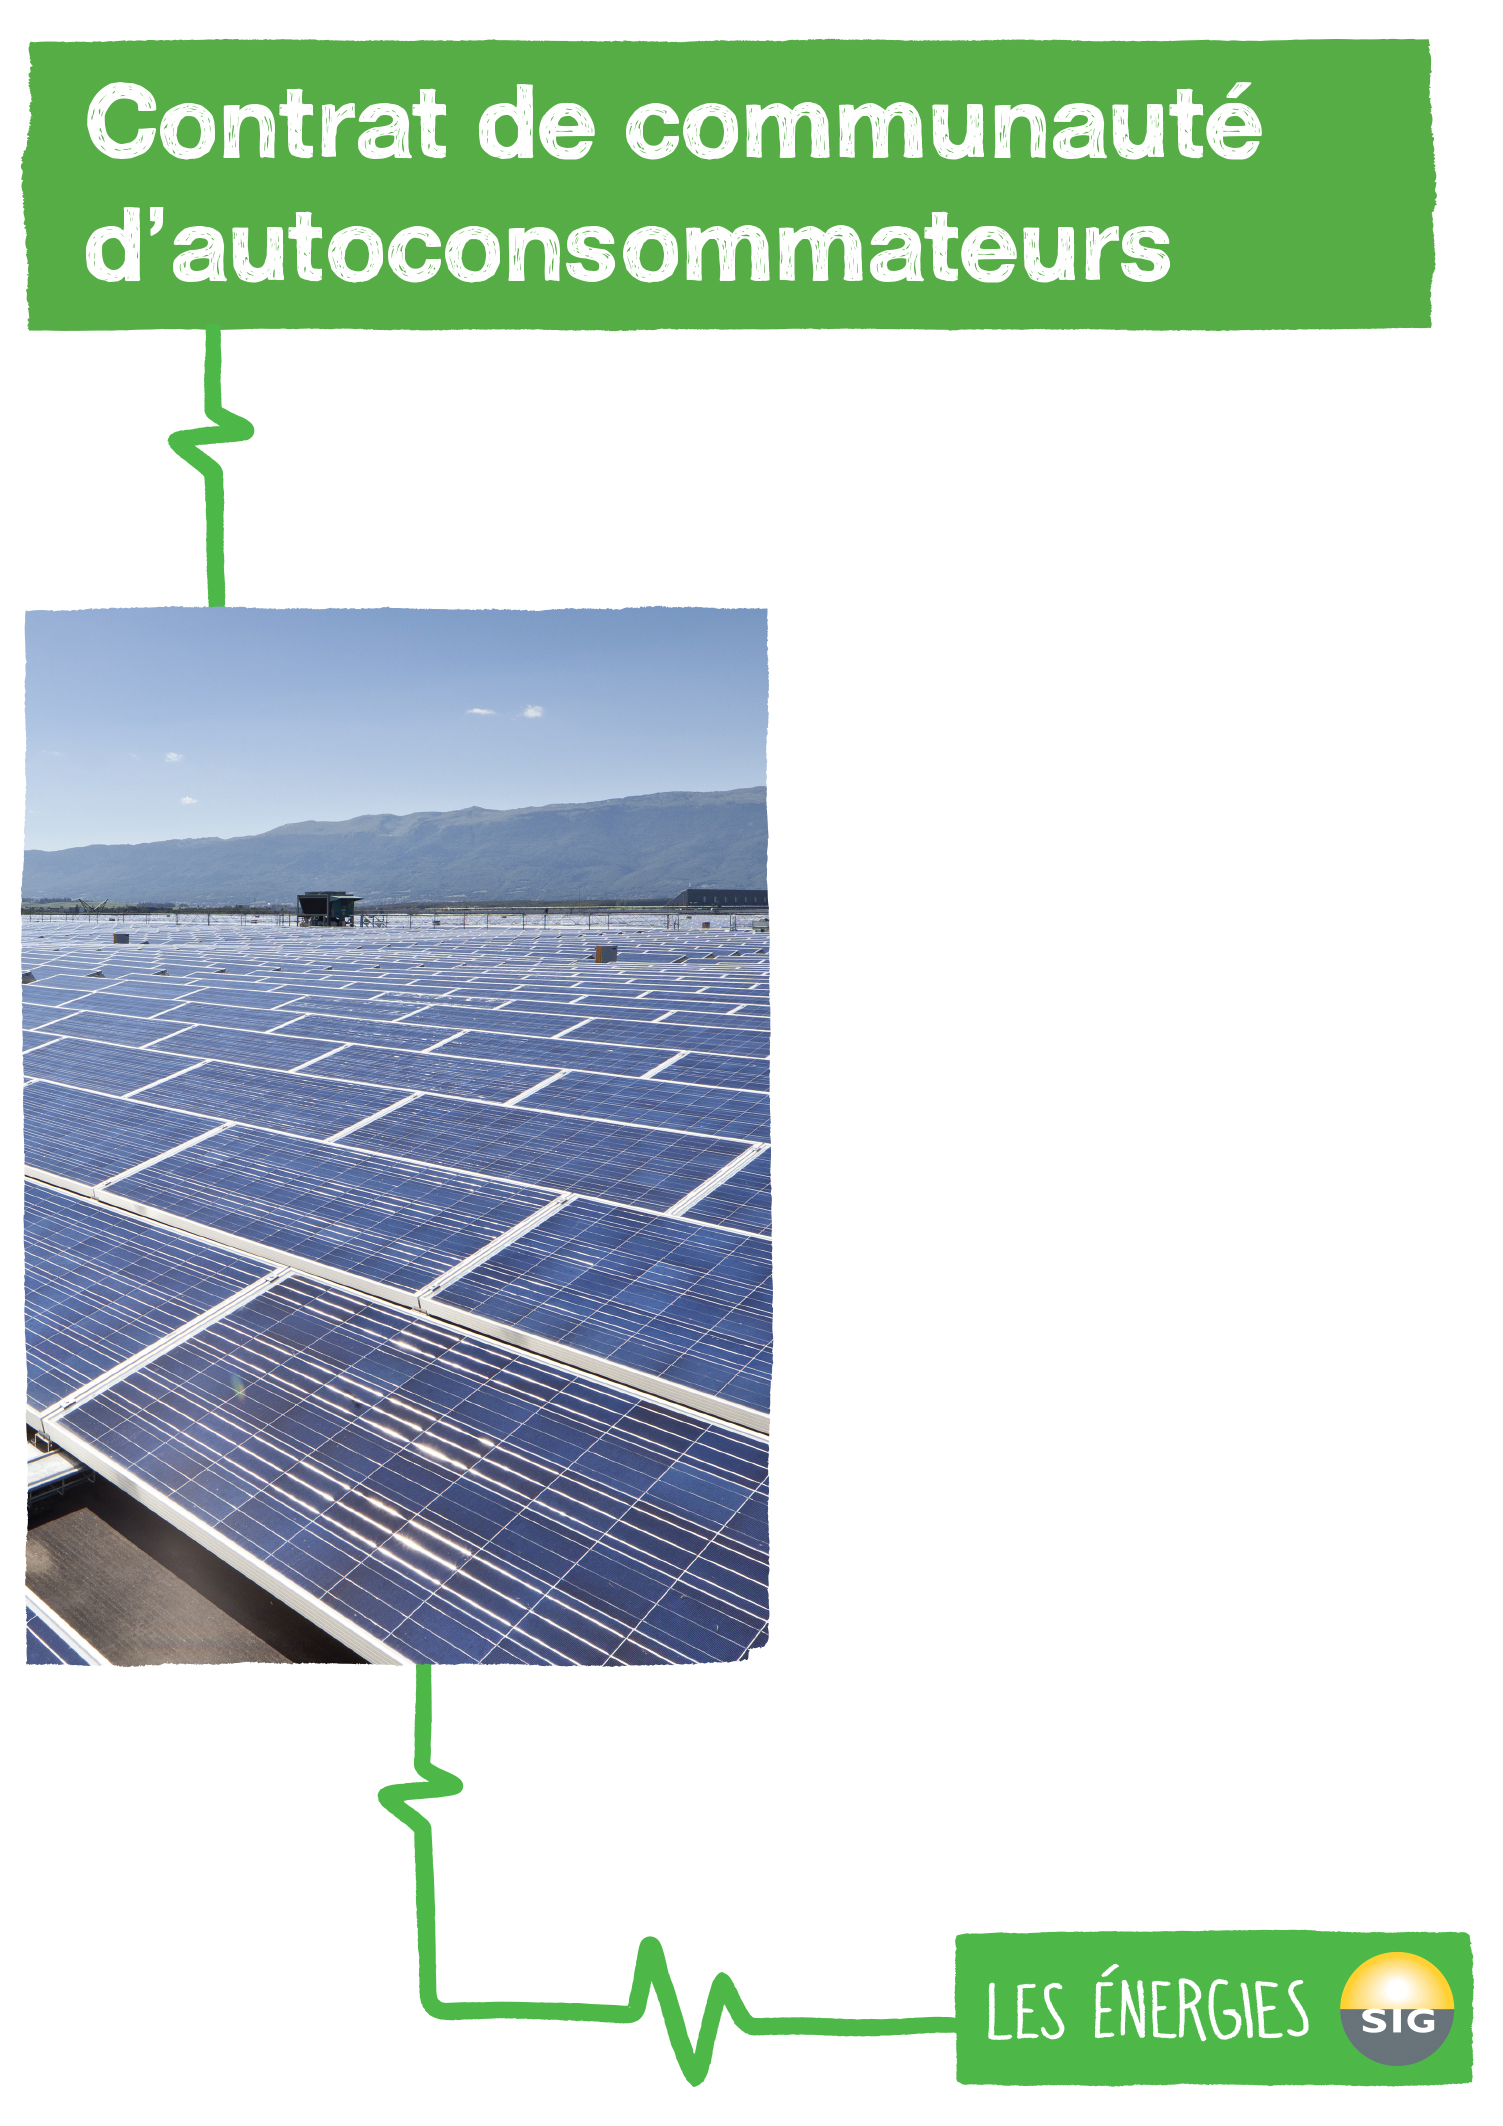 Contrat de communauté
d’autoconsommateurs
LES ÉNERGIES
SIG